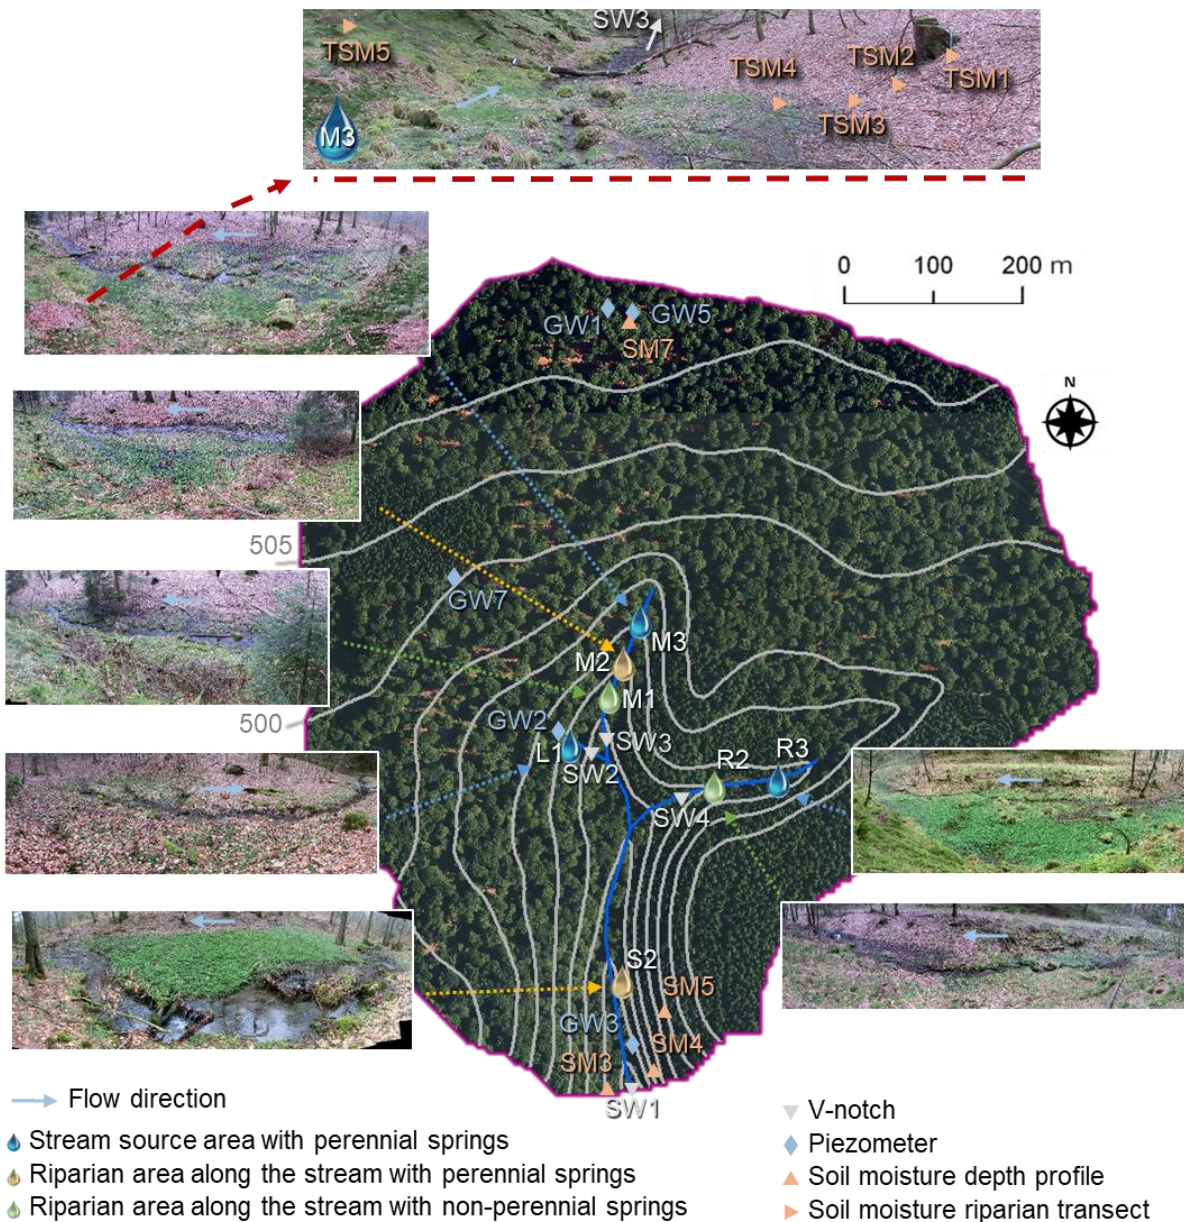 SW3
TSM5
TSM2
TSM4
TSM1
TSM3
M3
0 100 200 m
GW1
GW5
SM7
N
505
GW7
M3
M2
M1
500
GW2
SW3
L1
SW2
R2
R3
SW4
S2
SM5
GW3
SM4
SM3
SW1
Flow direction
Stream source area with perennial springs
Riparian area along the stream with perennial springs
Riparian area along the stream with non-perennial springs
V-notch
Piezometer
Soil moisture depth profile
Soil moisture riparian transect